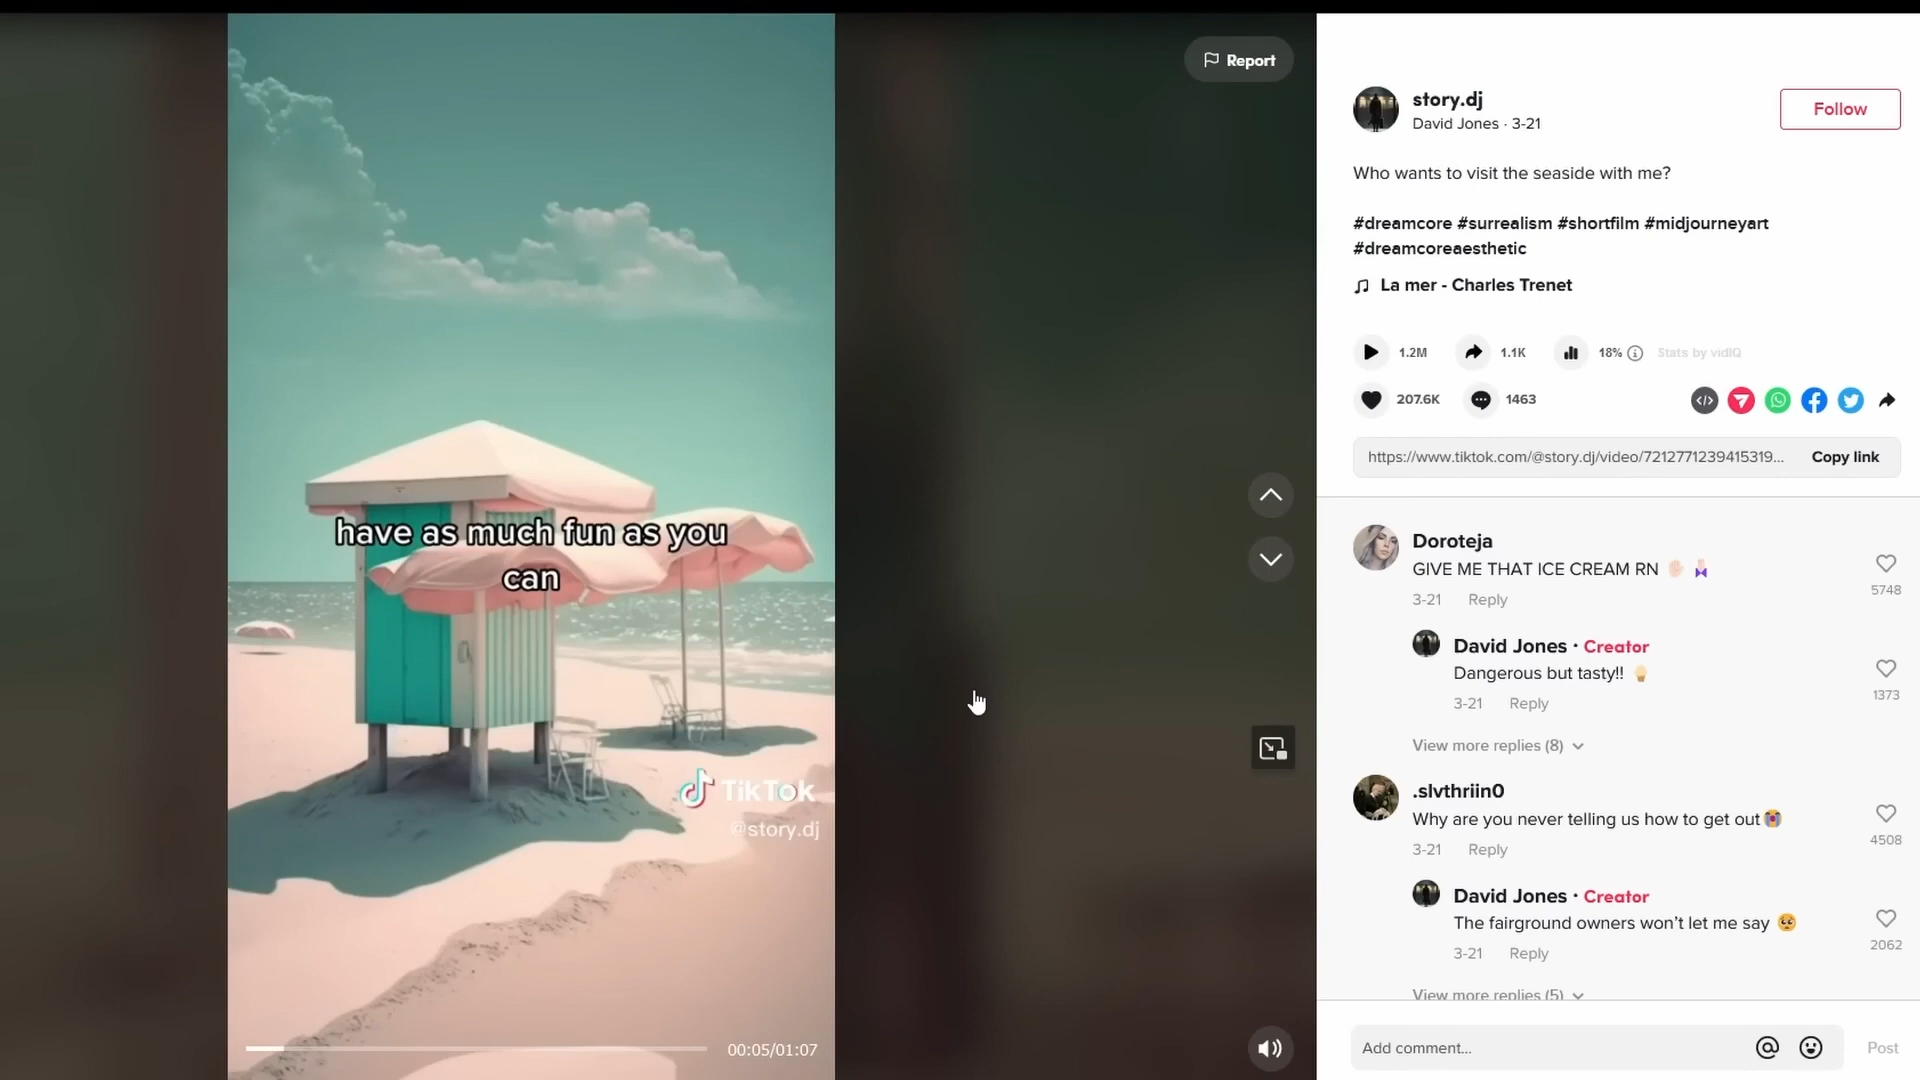 Report
have as much fun as you
can
TikTok
@story.dj
00:05/01:07
story.dj
David Jones · 3-21
Follow
Who wants to visit the seaside with me?
#dreamcore #surrealism #shortfilm #midjourneyart
#dreamcoreaesthetic
La mer - Charles Trenet
1.2M 1.1K 18% Stats by vidIQ
207.6K 1463
https://www.tiktok.com/@story.dj/video/7212771239415319... Copy link
Doroteja
GIVE ME THAT ICE CREAM RN
3-21 Reply
5748
David Jones · Creator
Dangerous but tasty!!
3-21 Reply
1373
View more replies (8)
.slvthriin0
Why are you never telling us how to get out
3-21 Reply
4508
David Jones · Creator
The fairground owners won't let me say
3-21 Reply
2062
View more replies (5)
Add comment... Post